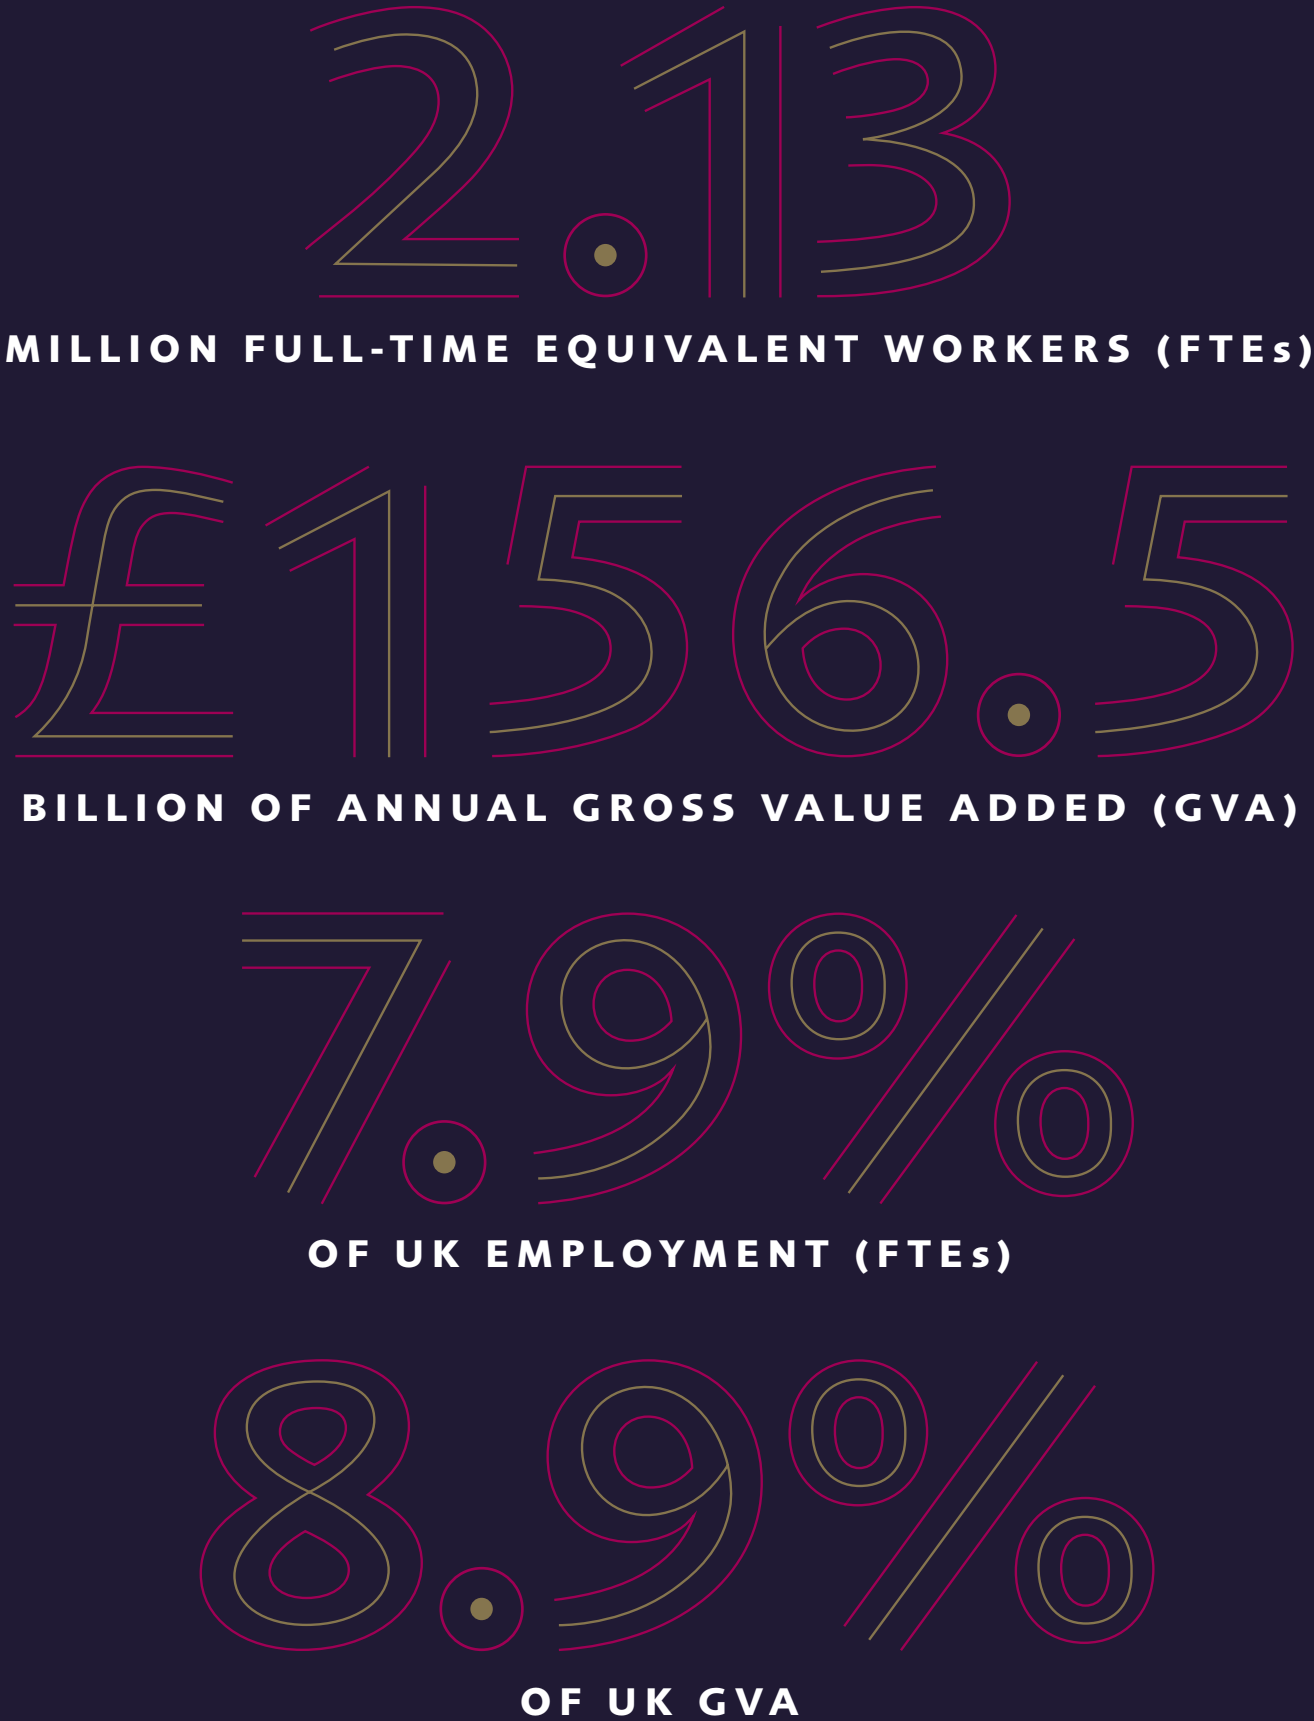 2.13
MILLION FULL-TIME EQUIVALENT WORKERS (FTEs)
£156.5
BILLION OF ANNUAL GROSS VALUE ADDED (GVA)
7.9%
OF UK EMPLOYMENT (FTEs)
8.9%
OF UK GVA